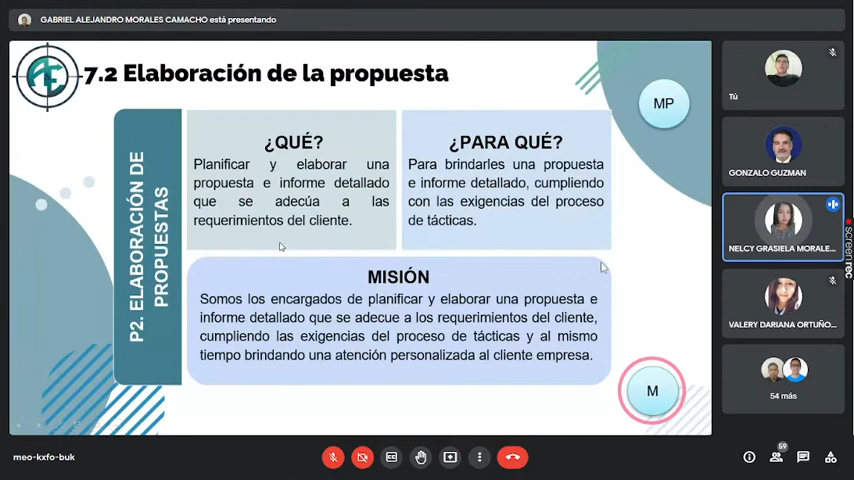 GABRIEL ALEJANDRO MORALES CAMACHO está presentando
7.2 Elaboración de la propuesta
MP
P2. ELABORACIÓN DE
PROPUESTAS
¿QUÉ?
Planificar y elaborar una
propuesta e informe detallado
que se adecúa a las
requerimientos del cliente.
¿PARA QUÉ?
Para brindarles una propuesta
e informe detallado, cumpliendo
con las exigencias del proceso
de tácticas.
MISIÓN
Somos los encargados de planificar y elaborar una propuesta e
informe detallado que se adecue a los requerimientos del cliente,
cumpliendo las exigencias del proceso de tácticas y al mismo
tiempo brindando una atención personalizada al cliente empresa.
M
Tú
GONZALO GUZMAN
NELCY GRASIELA MORALE...
VALERY DARIANA ORTUÑO...
54 más
screenrec
meo-kxfo-buk
59